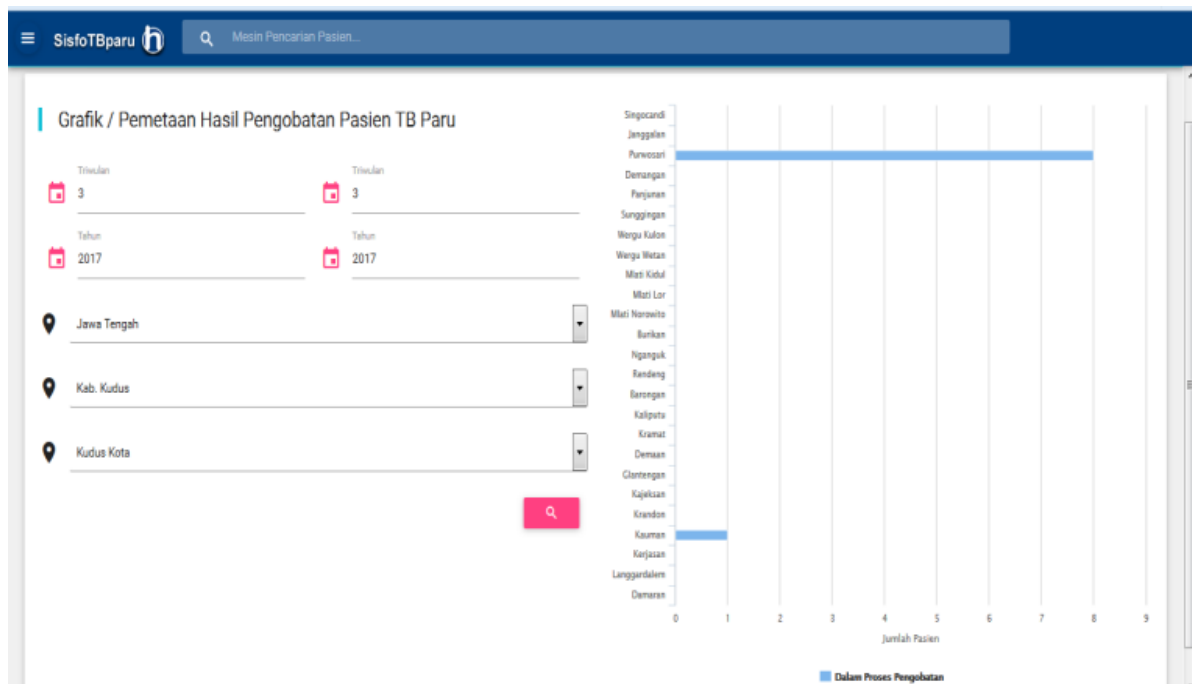 SisfoTBparu
Mesin Pencarian Pasien...
Grafik / Pemetaan Hasil Pengobatan Pasien TB Paru
Triwulan
3
Triwulan
3
Tahun
2017
Tahun
2017
Jawa Tengah
Kab. Kudus
Kudus Kota
Singocandi
Janggalan
Purwosari
Demangan
Panjunan
Sunggingan
Wergu Kulon
Wergu Wetan
Mlati Kidul
Mlati Lor
Mlati Norowito
Burikan
Nganguk
Rendeng
Barongan
Kaliputu
Kramat
Demaan
Glantengan
Kajeksan
Krandon
Kauman
Kerjasan
Langgardalem
Damaran
0 1 2 3 4 5 6 7 8 9
Jumlah Pasien
Dalam Proses Pengobatan